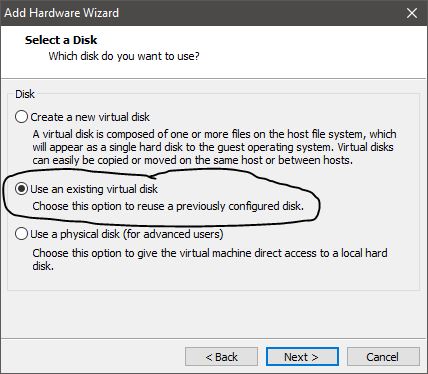 Add Hardware Wizard
Select a Disk
Which disk do you want to use?
Disk
Create a new virtual disk
A virtual disk is composed of one or more files on the host file system, which
will appear as a single hard disk to the guest operating system. Virtual disks
can easily be copied or moved on the same host or between hosts.
Use an existing virtual disk
Choose this option to reuse a previously configured disk.
Use a physical disk (for advanced users)
Choose this option to give the virtual machine direct access to a local hard
disk.
< Back
Next >
Cancel